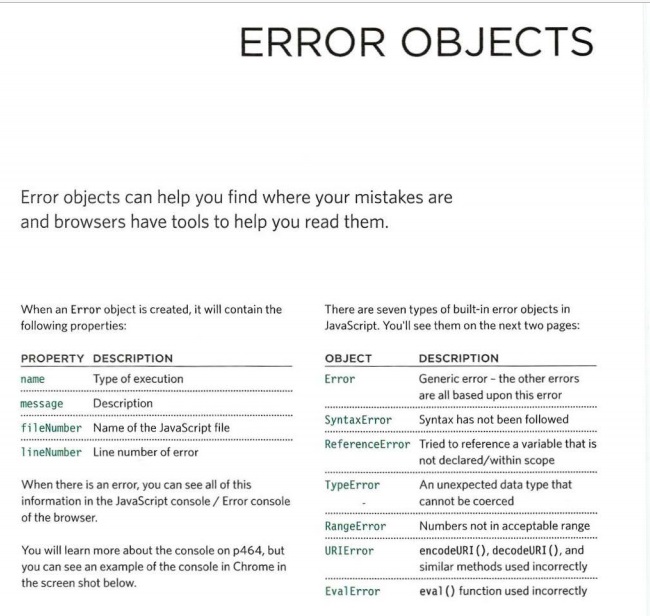 ERROR OBJECTS
Error objects can help you find where your mistakes are
and browsers have tools to help you read them.
When an Error object is created, it will contain the
following properties:
PROPERTY DESCRIPTION
name Type of execution
message Description
fileNumber Name of the JavaScript file
lineNumber Line number of error
When there is an error, you can see all of this
information in the JavaScript console / Error console
of the browser.
You will learn more about the console on p464, but
you can see an example of the console in Chrome in
the screen shot below.
There are seven types of built-in error objects in
JavaScript. You'll see them on the next two pages:
OBJECT DESCRIPTION
Error Generic error – the other errors
are all based upon this error
SyntaxError Syntax has not been followed
ReferenceError Tried to reference a variable that is
not declared/within scope
TypeError An unexpected data type that
cannot be coerced
RangeError Numbers not in acceptable range
URIError encodeURI(), decodeURI(), and
similar methods used incorrectly
EvalError eval() function used incorrectly